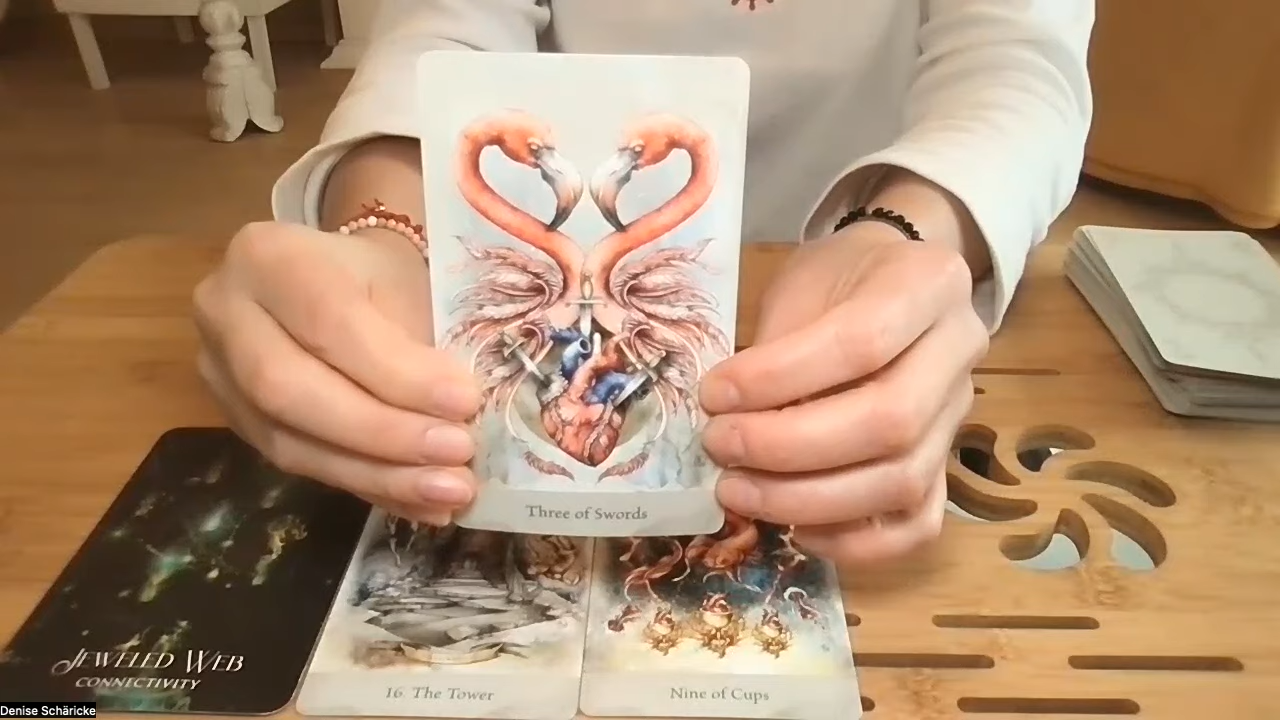 Three of Swords
JEWELED WEB
CONNECTIVITY
16 The Tower
Nine of Cups
Denise Schäricke